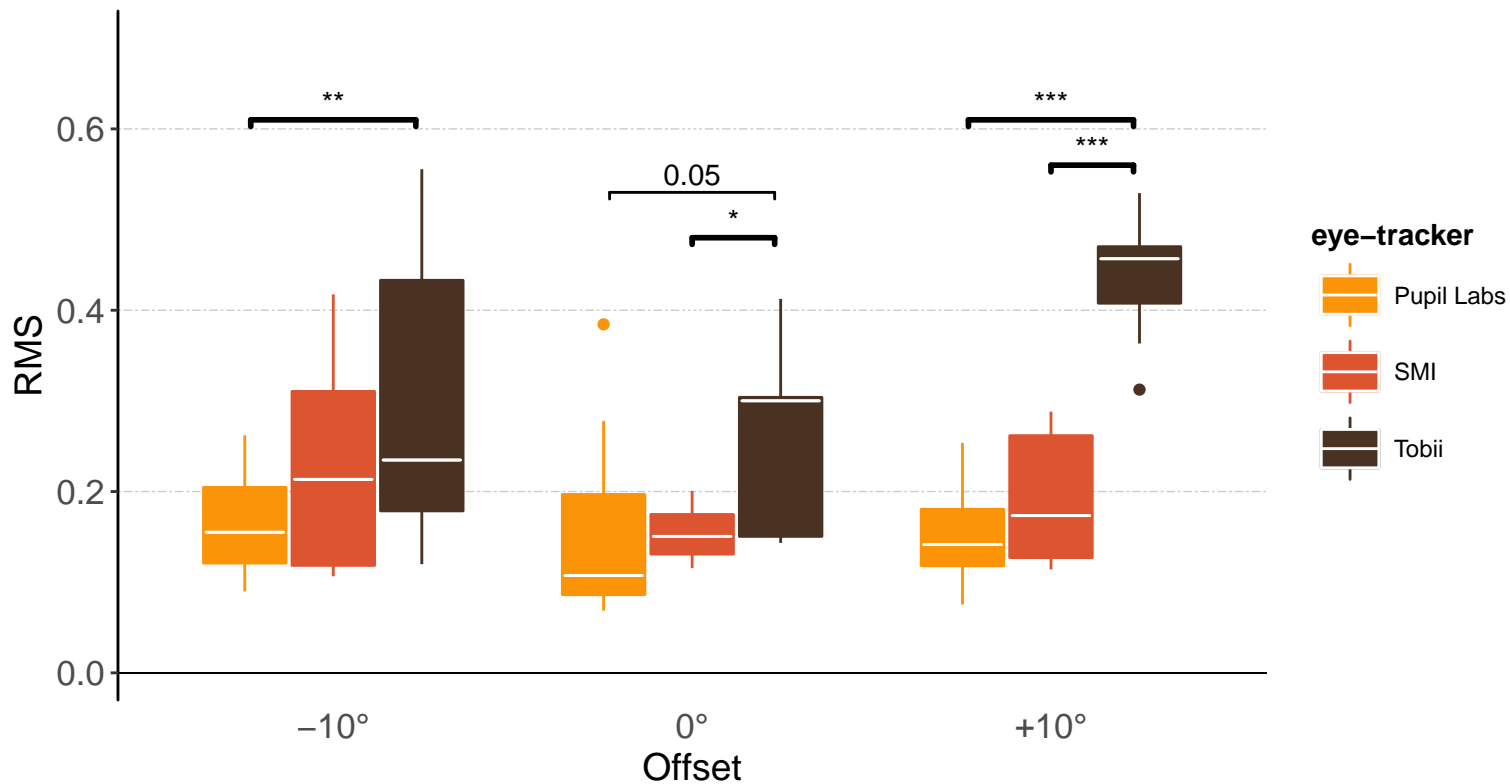 ** ***
0.6
***
0.05
*
eye−tracker
Pupil Labs
0.4
RMS
SMI
Tobii
0.2
0.0
−10° 0° +10°
Offset